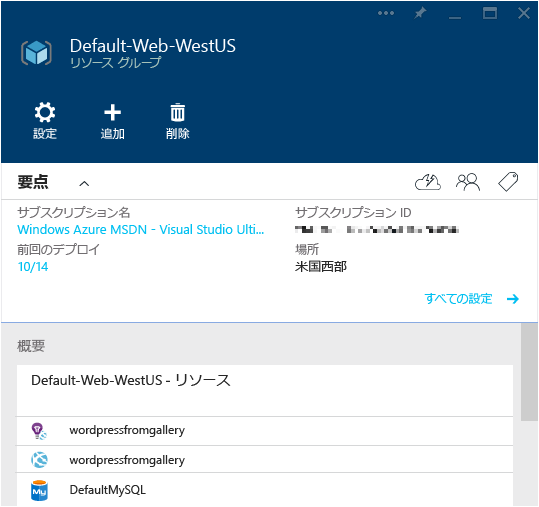 Default-Web-WestUS
リソース グループ
設定
追加
削除
要点
サブスクリプション名
サブスクリプション ID
Windows Azure MSDN - Visual Studio Ulti...
前回のデプロイ
場所
10/14
米国西部
すべての設定
概要
Default-Web-WestUS - リソース
wordpressfromgallery
wordpressfromgallery
My
DefaultMySQL